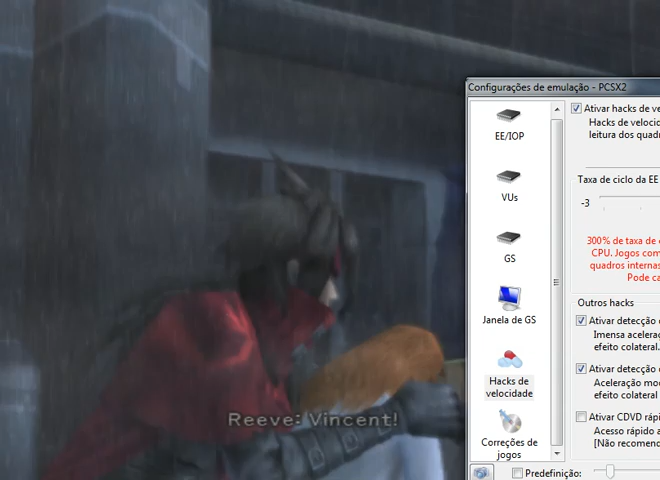 Configurações de emulação - PCSX2
EE/IOP
VUs
GS
Janela de GS
Hacks de
velocidade
Correções de
jogos
Ativar hacks de ve
Hacks de velocid
leitura dos quadr
Taxa de ciclo da EE
-3
300% de taxa de
CPU. Jogos com
quadros internas
Pode ca
Outros hacks
Ativar detecção
Imensa aceleraç
efeito colateral.
Ativar detecção
Aceleração mo
efeito colateral
Ativar CDVD rápi
Acesso rápido a
[Não recomenc
Predefinição:
Reeve: Vincent!